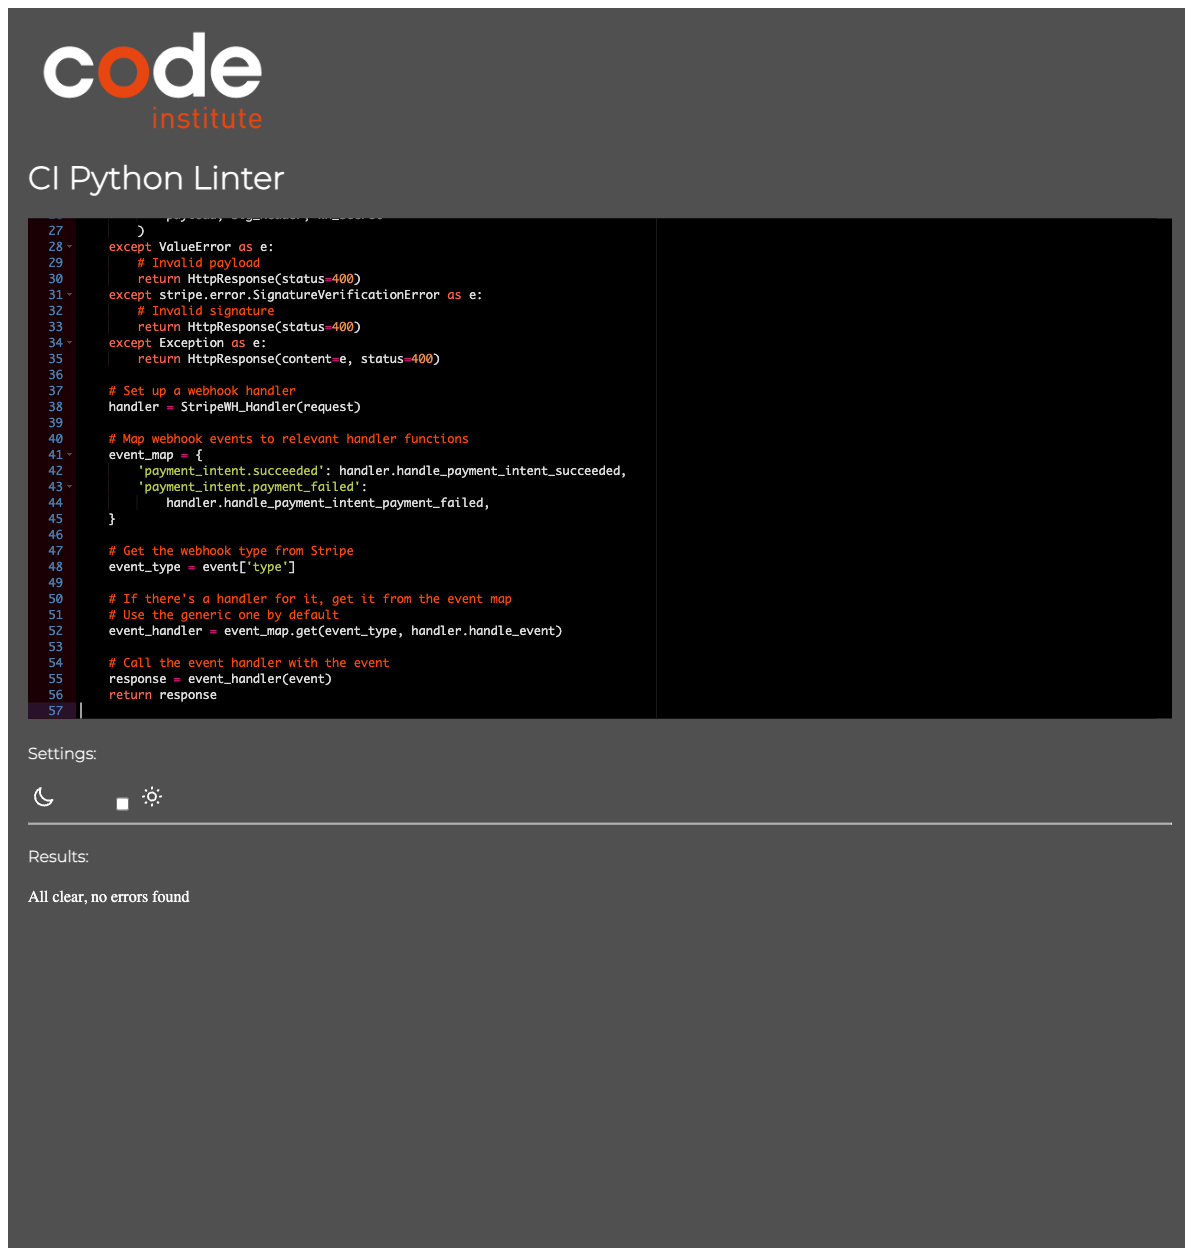 code
institute
CI Python Linter
27 )
28 except ValueError as e:
29 # Invalid payload
30 return HttpResponse(status=400)
31 except stripe.error.SignatureVerificationError as e:
32 # Invalid signature
33 return HttpResponse(status=400)
34 except Exception as e:
35 return HttpResponse(content=e, status=400)
36
37 # Set up a webhook handler
38 handler = StripeWH_Handler(request)
39
40 # Map webhook events to relevant handler functions
41 event_map = {
42 'payment_intent.succeeded': handler.handle_payment_intent_succeeded,
43 'payment_intent.payment_failed':
44 handler.handle_payment_intent_payment_failed,
45 }
46
47 # Get the webhook type from Stripe
48 event_type = event['type']
49
50 # If there's a handler for it, get it from the event map
51 # Use the generic one by default
52 event_handler = event_map.get(event_type, handler.handle_event)
53
54 # Call the event handler with the event
55 response = event_handler(event)
56 return response
57
Settings:
Results:
All clear, no errors found